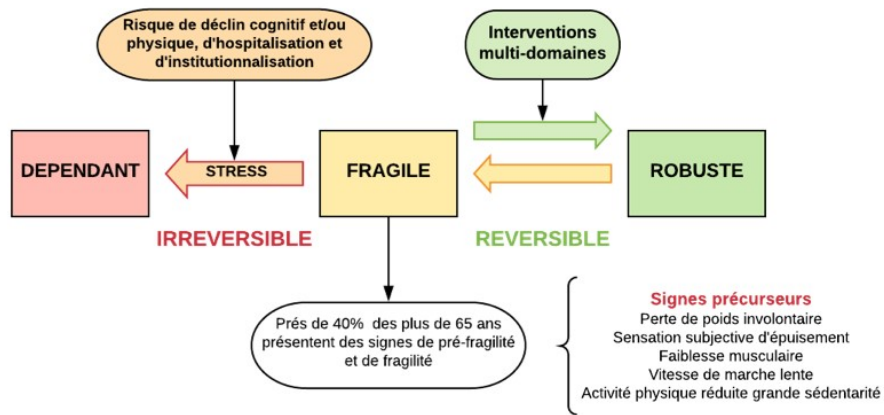 Risque de déclin cognitif et/ou
physique, d'hospitalisation et
d'institutionnalisation
Interventions
multi-domaines
DEPENDANT
STRESS
FRAGILE
ROBUSTE
IRREVERSIBLE
REVERSIBLE
Prés de 40% des plus de 65 ans
présentent des signes de pré-fragilité
et de fragilité
Signes précurseurs
Perte de poids involontaire
Sensation subjective d'épuisement
Faiblesse musculaire
Vitesse de marche lente
Activité physique réduite grande sédentarité